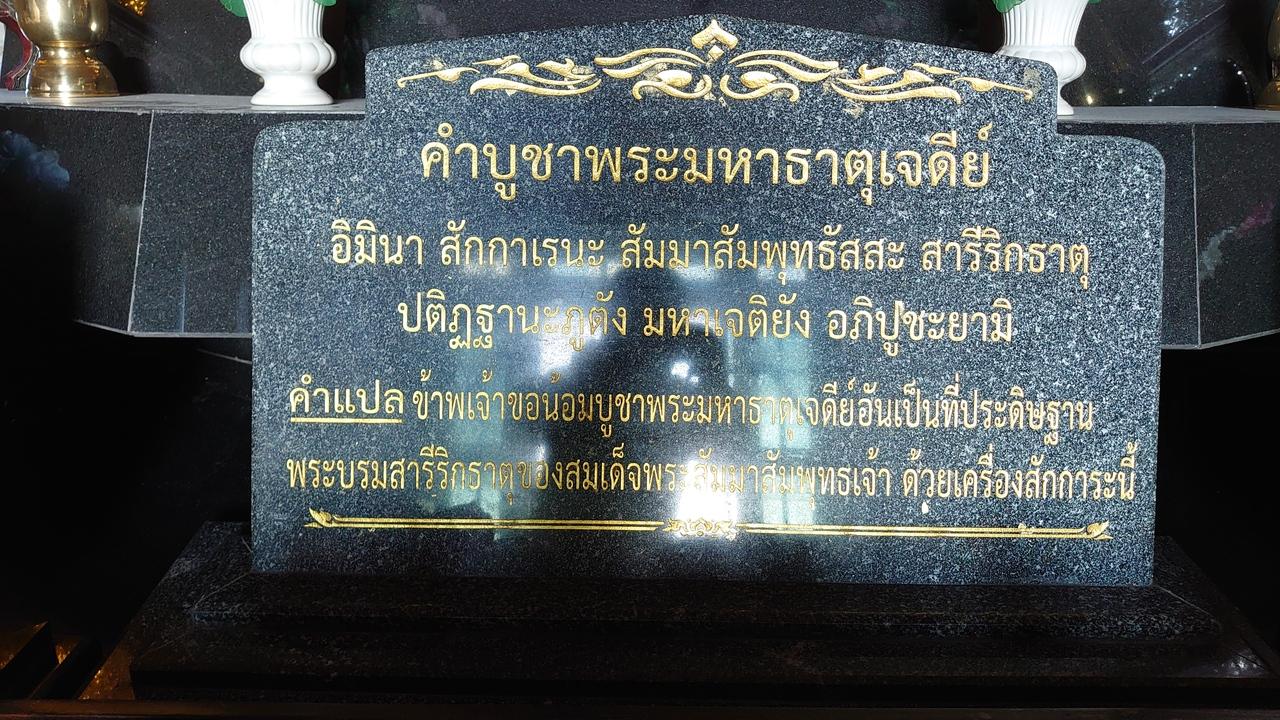 คำบูชาพระมหาธาตุเจดีย์
อิมินา สักกาเรนะ สัมมาสัมพุทธัสสะ สารีริกธาตุ
ปติฏฐานะภูตัง มหาเจติยัง อภิปูชะยามิ
คำแปล ข้าพเจ้าขอน้อมบูชาพระมหาธาตุเจดีย์อันเป็นที่ประดิษฐาน
พระบรมสารีริกธาตุของสมเด็จพระสัมมาสัมพุทธเจ้า ด้วยเครื่องสักการะนี้